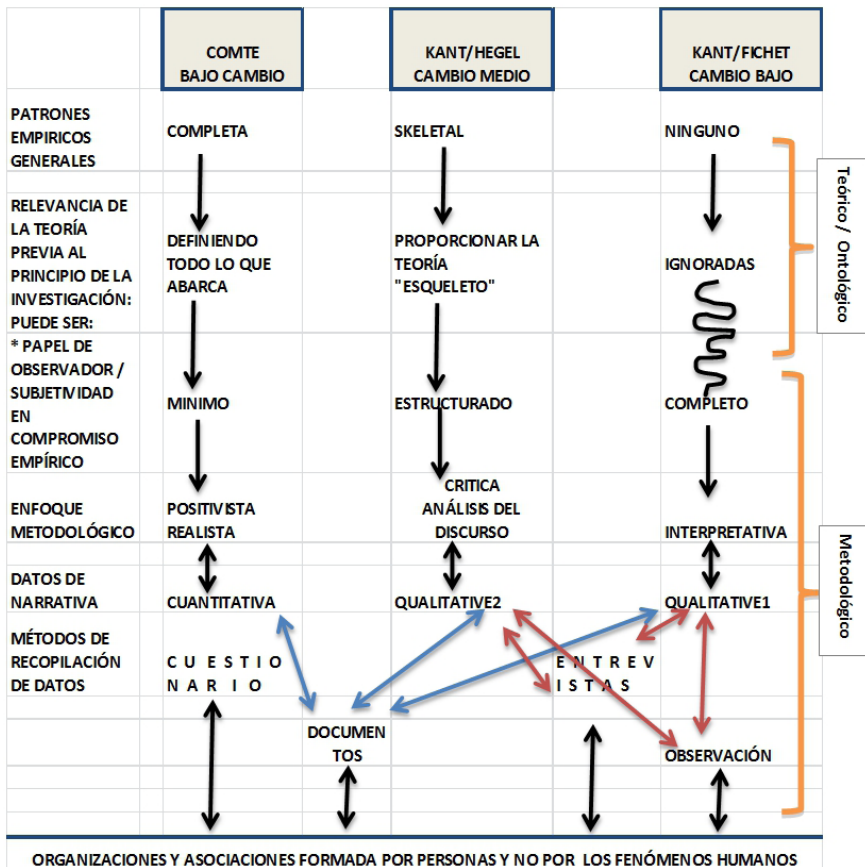 COMTE
BAJO CAMBIO
KANT/HEGEL
CAMBIO MEDIO
KANT/FICHET
CAMBIO BAJO
PATRONES
EMPIRICOS
GENERALES
COMPLETA
SKELETAL
NINGUNO
RELEVANCIA DE
LA TEORÍA
PREVIA AL
PRINCIPIO DE LA
INVESTIGACIÓN:
PUEDE SER:
* PAPEL DE
OBSERVADOR /
SUBJETIVIDAD
EN
COMPROMISO
EMPÍRICO
DEFINIENDO
TODO LO QUE
ABARCA
PROPORCIONAR LA
TEORÍA
"ESQUELETO"
IGNORADAS
MINIMO
ESTRUCTURADO
COMPLETO
ENFOQUE
METODOLÓGICO
POSITIVISTA
REALISTA
CRITICA
ANÁLISIS DEL
DISCURSO
INTERPRETATIVA
DATOS DE
NARRATIVA
CUANTITATIVA
QUALITATIVE2
QUALITATIVE1
MÉTODOS DE
RECOPILACIÓN
DE DATOS
C U E S T I O
N A R I O
E N T R E V
I S T A S
DOCUMEN
TOS
OBSERVACIÓN
Teórico / Ontológico
Metodológico
ORGANIZACIONES Y ASOCIACIONES FORMADA POR PERSONAS Y NO POR LOS FENÓMENOS HUMANOS